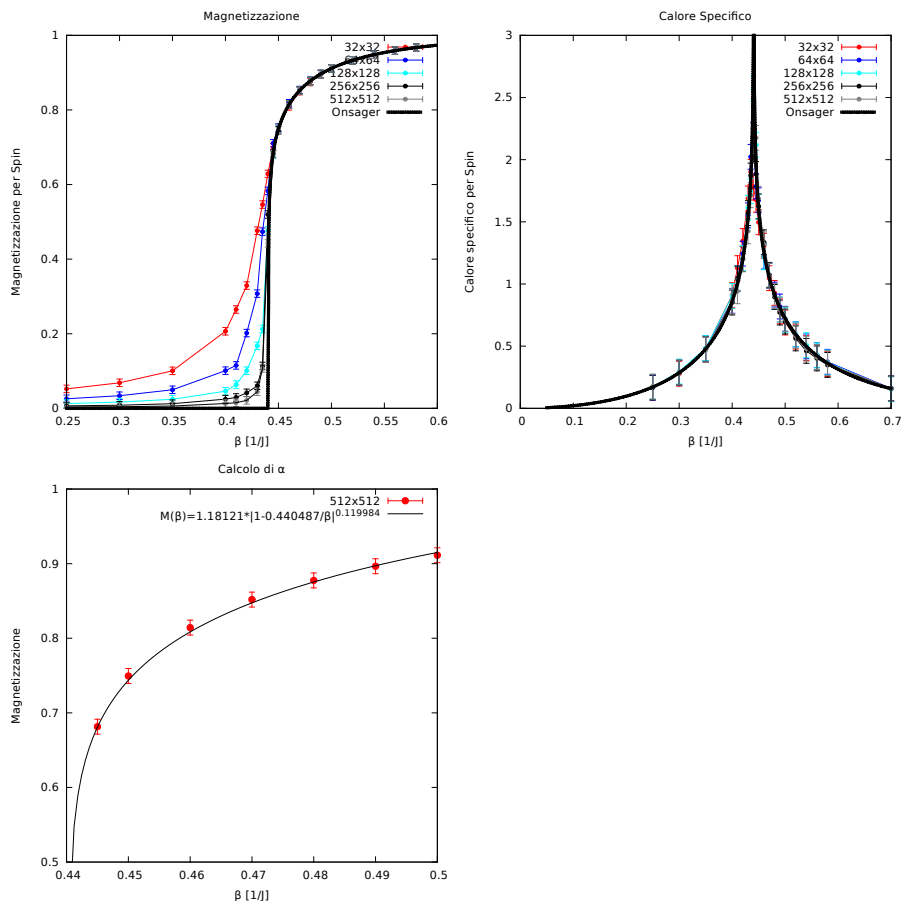 Magnetizzazione
Magnetizzazione per Spin
32x32
64x64
128x128
256x256
512x512
Onsager
1
0.8
0.6
0.4
0.2
0
0.25 0.3 0.35 0.4 0.45 0.5 0.55 0.6
β [1/J]
Calore Specifico
Calore specifico per Spin
32x32
64x64
128x128
256x256
512x512
Onsager
3
2.5
2
1.5
1
0.5
0
0 0.1 0.2 0.3 0.4 0.5 0.6 0.7
β [1/J]
Calcolo di α
Magnetizzazione
512x512
M(β)=1.18121*|1-0.440487/β|^0.119984
1
0.9
0.8
0.7
0.6
0.5
0.44 0.45 0.46 0.47 0.48 0.49 0.5
β [1/J]